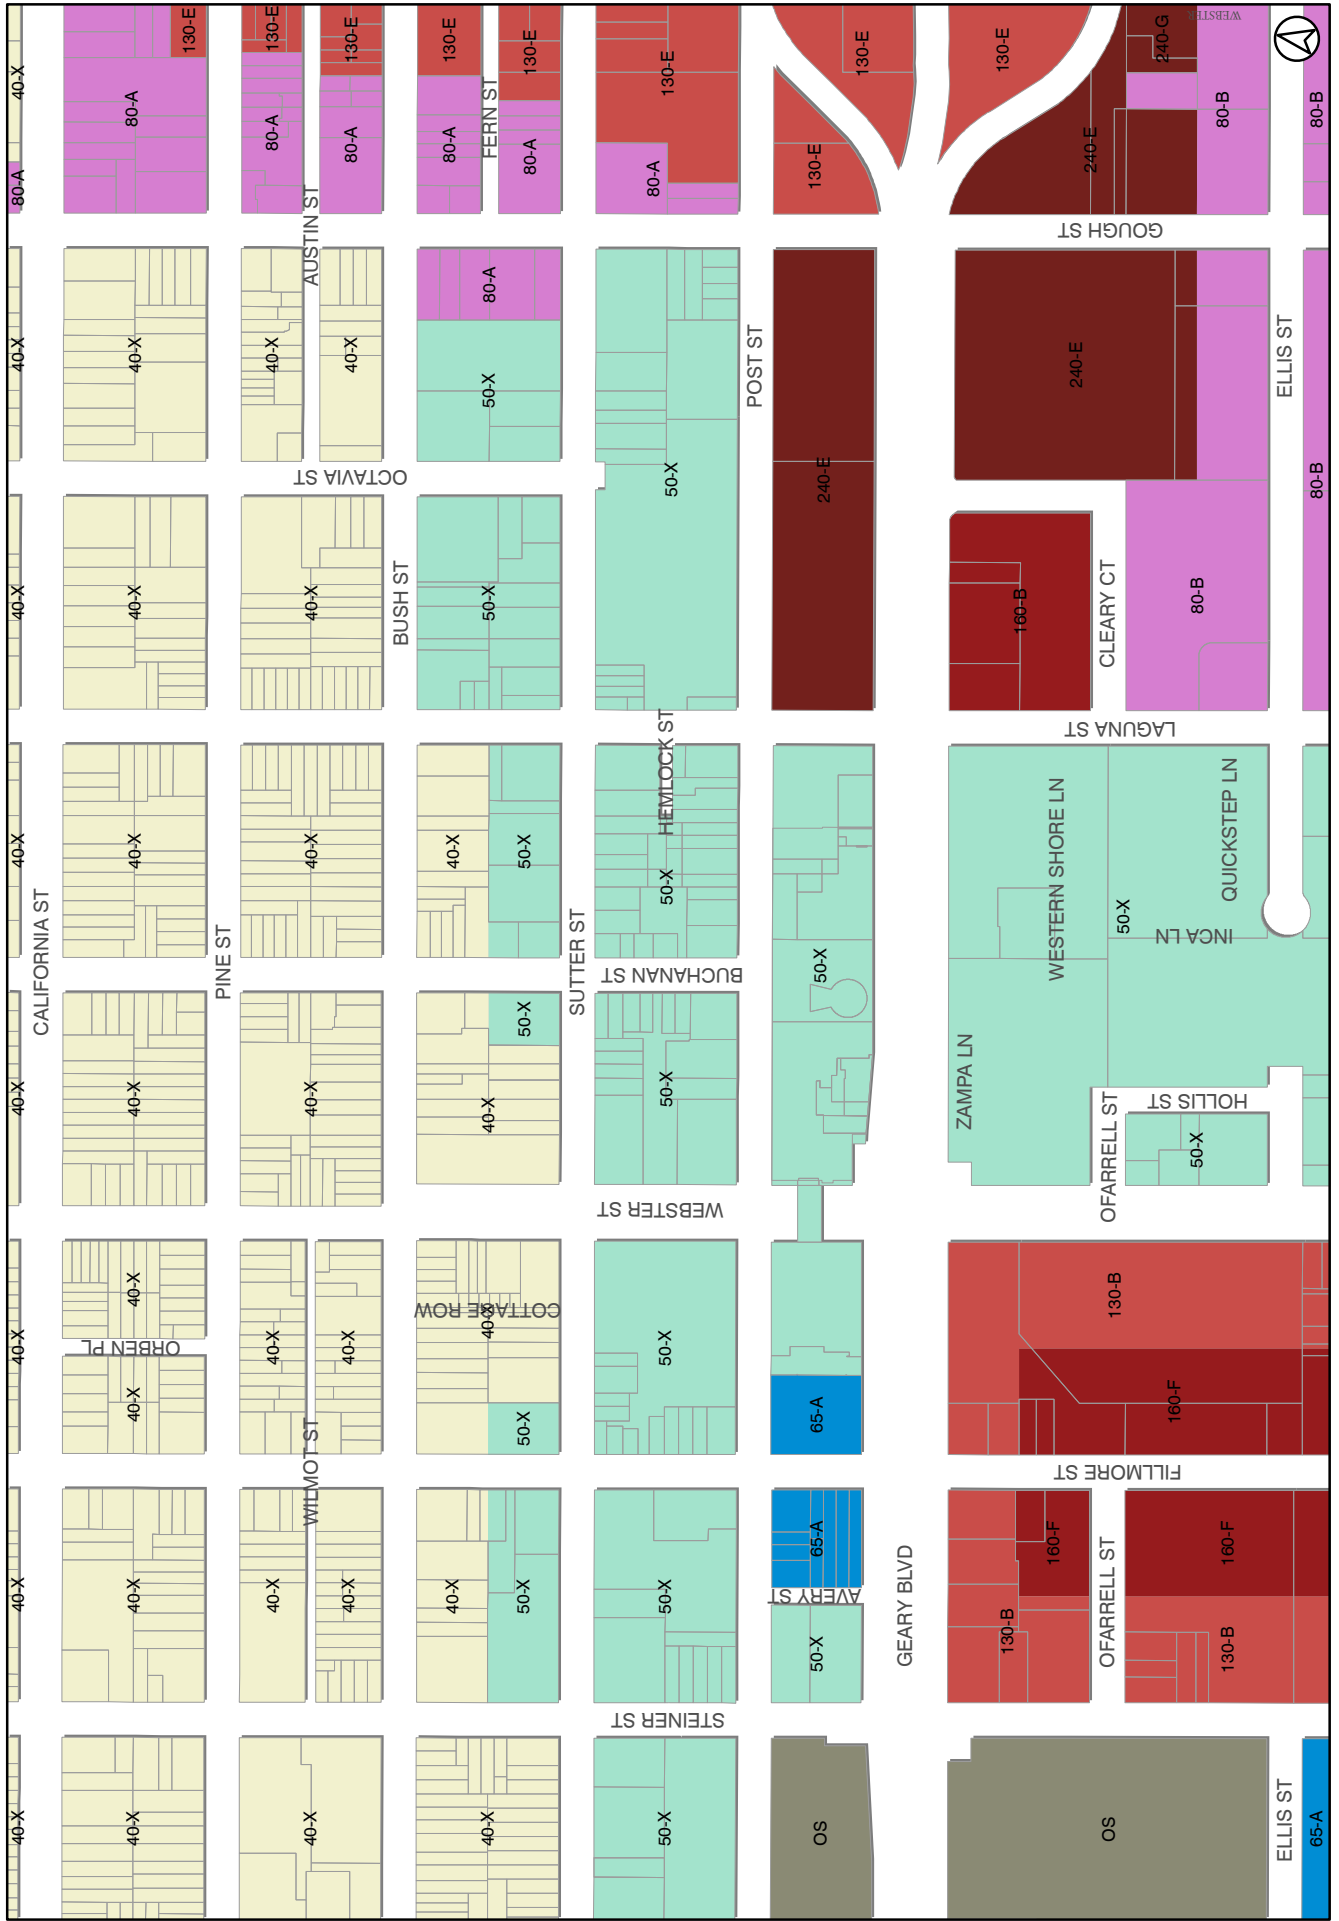 40-X
80-A
40-X
40-X
40-X
40-X
40-X
40-X
40-X
40-X
CALIFORNIA ST
130-E
80-A
40-X
40-X
40-X
40-X
40-X
40-X
ORBEN PL
40-X
40-X
PINE ST
130-E
80-A
AUSTIN ST
130-E
80-A
40-X
40-X
OCTAVIA ST
40-X
40-X
40-X
40-X
40-X
WILMOT ST
40-X
40-X
40-X
BUSH ST
130-E
80-A
FERN ST
130-E
80-A
80-A
50-X
50-X
40-X
50-X
50-X
40-X
COTTAGE ROW
40-X
50-X
40-X
50-X
40-X
SUTTER ST
130-E
80-A
50-X
HEMLOCK ST
50-X
BUCHANAN ST
50-X
WEBSTER ST
50-X
50-X
STEINER ST
50-X
POST ST
130-E
130-E
240-E
50-X
65-A
65-A
AVERY ST
50-X
OS
GEARY BLVD
130-E
240-G
WEBSTER
80-B
240-E
GOUGH ST
240-E
160-B
CLEARY CT
80-B
LAGUNA ST
WESTERN SHORE LN
QUICKSTEP LN
50-X
INCA LN
ZAMPA LN
OFARRELL ST
HOLLIS ST
50-X
130-B
160-F
FILLMORE ST
160-F
130-B
OFARRELL ST
160-F
130-B
OS
80-B
ELLIS ST
80-B
ELLIS ST
65-A